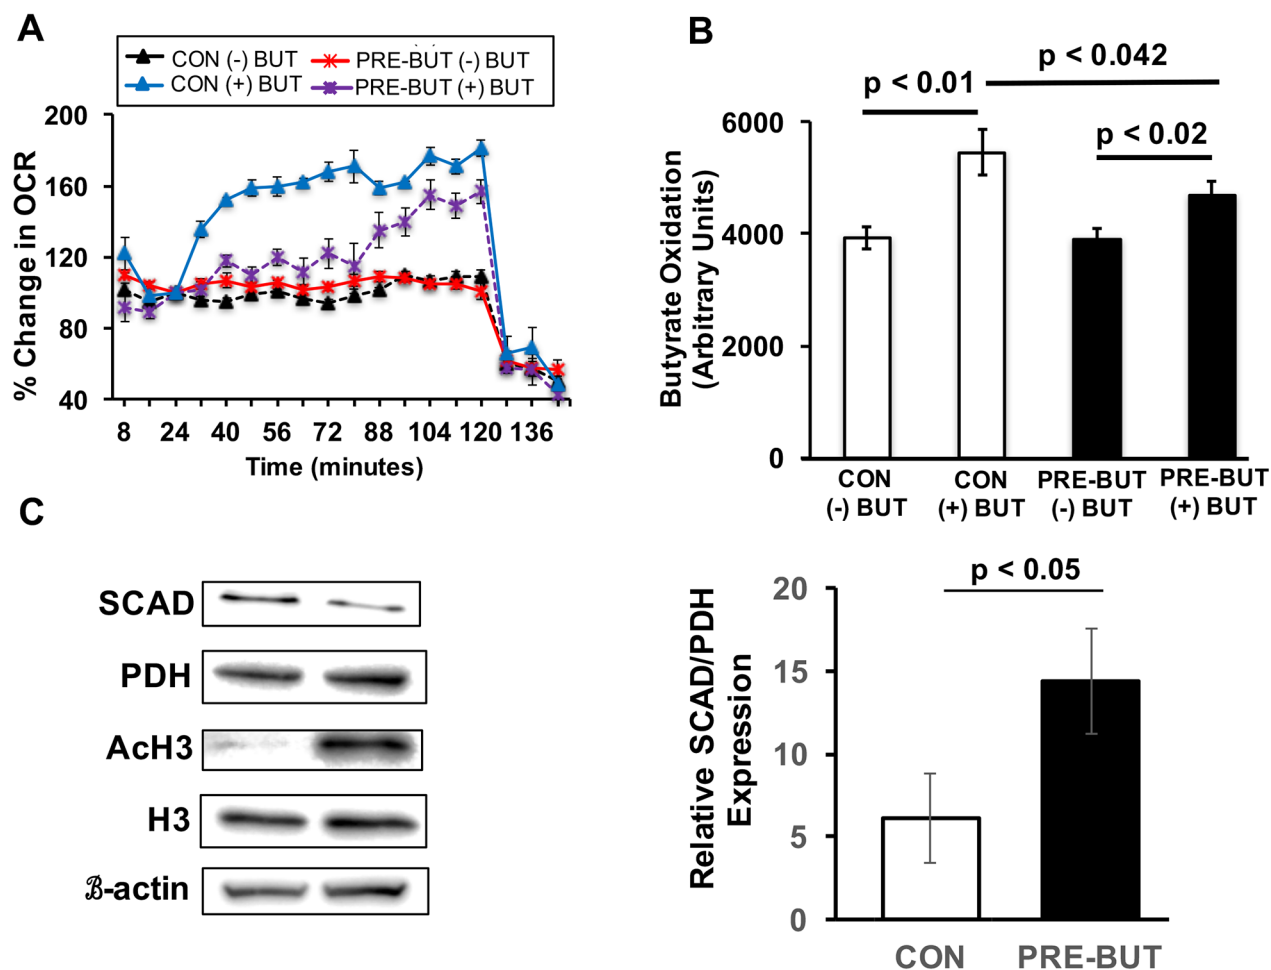 A
CON (-) BUT
PRE-BUT (-) BUT
CON (+) BUT
PRE-BUT (+) BUT
% Change in OCR
200
160
120
80
40
8 24 40 56 72 88 104 120 136
Time (minutes)
B
p < 0.01
p < 0.042
p < 0.02
Butyrate Oxidation
(Arbitrary Units)
6000
4000
2000
0
CON
(-) BUT
CON
(+) BUT
PRE-BUT
(-) BUT
PRE-BUT
(+) BUT
C
SCAD
PDH
AcH3
H3
ℬ-actin
p < 0.05
Relative SCAD/PDH
Expression
20
15
10
5
0
CON
PRE-BUT